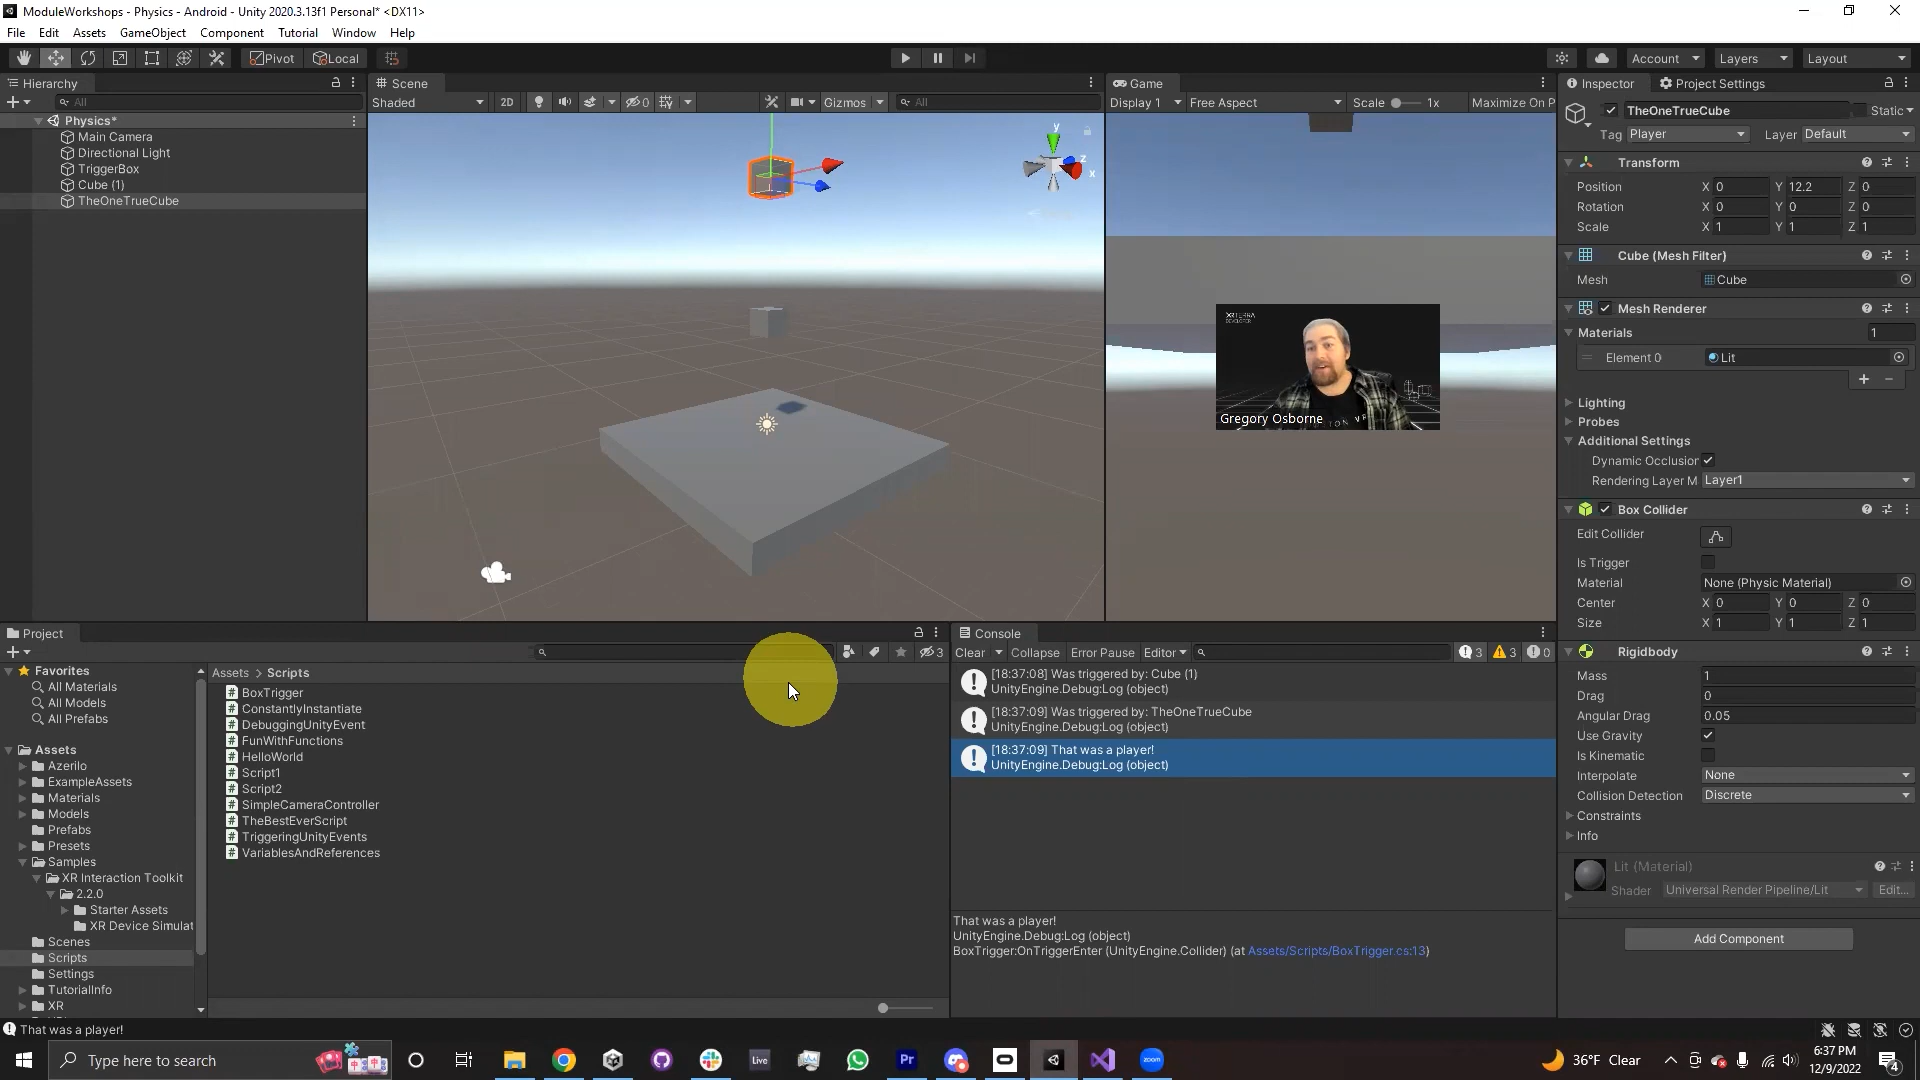 ModuleWorkshops - Physics - Android - Unity 2020.3.13f1 Personal* <DX11>
File Edit Assets GameObject Component Tutorial Window Help
Pivot Local Account Layers Layout
Hierarchy
All
Physics*
Main Camera
Directional Light
TriggerBox
Cube (1)
TheOneTrueCube
Scene
Shaded 2D 0 Gizmos All
y
z
x
Game
Display 1 Free Aspect Scale 1x Maximize On P
XRTERRA
DEVELOPER
Gregory Osborne
Inspector Project Settings
TheOneTrueCube Static
Tag Player Layer Default
Transform
Position X 0 Y 12.2 Z 0
Rotation X 0 Y 0 Z 0
Scale X 1 Y 1 Z 1
Cube (Mesh Filter)
Mesh Cube
Mesh Renderer
Materials 1
Element 0 Lit
Lighting
Probes
Additional Settings
Dynamic Occlusion
Rendering Layer M Layer1
Box Collider
Edit Collider
Is Trigger
Material None (Physic Material)
Center X 0 Y 0 Z 0
Size X 1 Y 1 Z 1
Rigidbody
Mass 1
Drag 0
Angular Drag 0.05
Use Gravity
Is Kinematic
Interpolate None
Collision Detection Discrete
Constraints
Info
Lit (Material)
Shader Universal Render Pipeline/Lit Edit...
Add Component
Project
3
Favorites
All Materials
All Models
All Prefabs
Assets
Azerilo
ExampleAssets
Materials
Models
Prefabs
Presets
Samples
XR Interaction Toolkit
2.2.0
Starter Assets
XR Device Simulat
Scenes
Scripts
Settings
TutorialInfo
XR
Assets > Scripts
BoxTrigger
ConstantlyInstantiate
DebuggingUnityEvent
FunWithFunctions
HelloWorld
Script1
Script2
SimpleCameraController
TheBestEverScript
TriggeringUnityEvents
VariablesAndReferences
Console
Clear Collapse Error Pause Editor 3 3 0
[18:37:08] Was triggered by: Cube (1)
UnityEngine.Debug:Log (object)
[18:37:09] Was triggered by: TheOneTrueCube
UnityEngine.Debug:Log (object)
[18:37:09] That was a player!
UnityEngine.Debug:Log (object)
That was a player!
UnityEngine.Debug:Log (object)
BoxTrigger:OnTriggerEnter (UnityEngine.Collider) (at Assets/Scripts/BoxTrigger.cs:13)
That was a player!
Type here to search
Live
Pr
zoom
36°F Clear
6:37 PM
12/9/2022
4